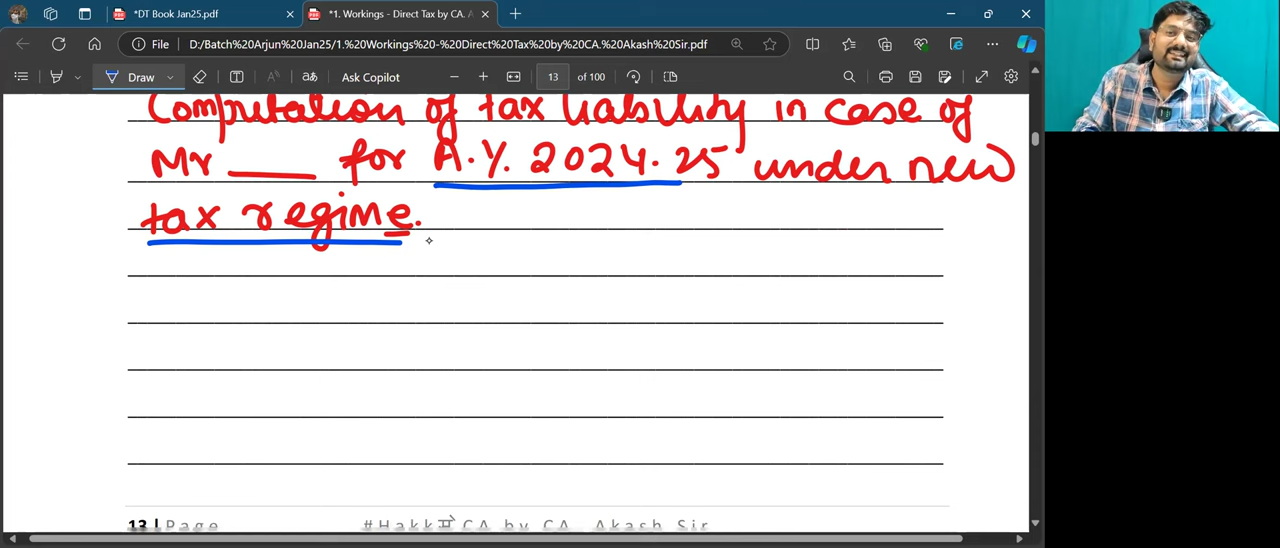 *DT Book Jan25.pdf
*1. Workings - Direct Tax by CA. A
File
D:/Batch%20Arjun%20Jan25/1.%20Workings%20-%20Direct%20Tax%20by%20CA.%20Akash%20Sir.pdf
Draw
Ask Copilot
13 of 100
Computation of tax liability in case of
Mr ____ for A.Y. 2024.25 under new
tax regime.
13 | Page
#Hakkसे CA by CA. Akash Sir